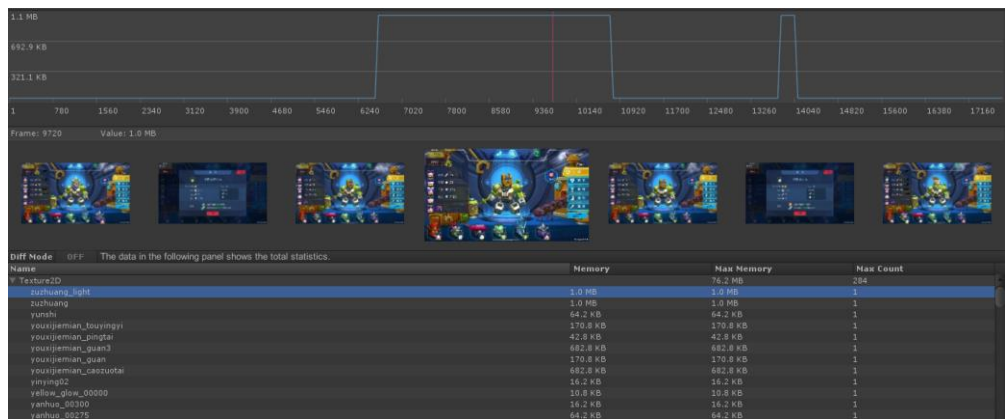 1.1 MB
692.9 KB
321.1 KB
1 780 1560 2340 3120 3900 4680 5460 6240 7020 7800 8580 9360 10140 10920 11700 12480 13260 14040 14820 15600 16380 17160
Frame: 9720 Value: 1.0 MB
Diff Mode OFF The data in the following panel shows the total statistics.
Name Memory Max Memory Max Count
Texture2D 76.2 MB 284
zuzhuang_light 1.0 MB 1.0 MB 1
zuzhuang 1.0 MB 1.0 MB 1
yunshi 64.2 KB 64.2 KB 1
youxijiemian_touyingyi 170.8 KB 170.8 KB 1
youxijiemian_pingtai 42.8 KB 42.8 KB 1
youxijiemian_guan3 682.8 KB 682.8 KB 1
youxijiemian_guan 170.8 KB 170.8 KB 1
youxijiemian_caozuotai 682.8 KB 682.8 KB 1
yinying02 16.2 KB 16.2 KB 1
yellow_glow_00000 10.8 KB 10.8 KB 1
yanhuo_00300 16.2 KB 16.2 KB 1
yanhuo_00275 64.2 KB 64.2 KB 1